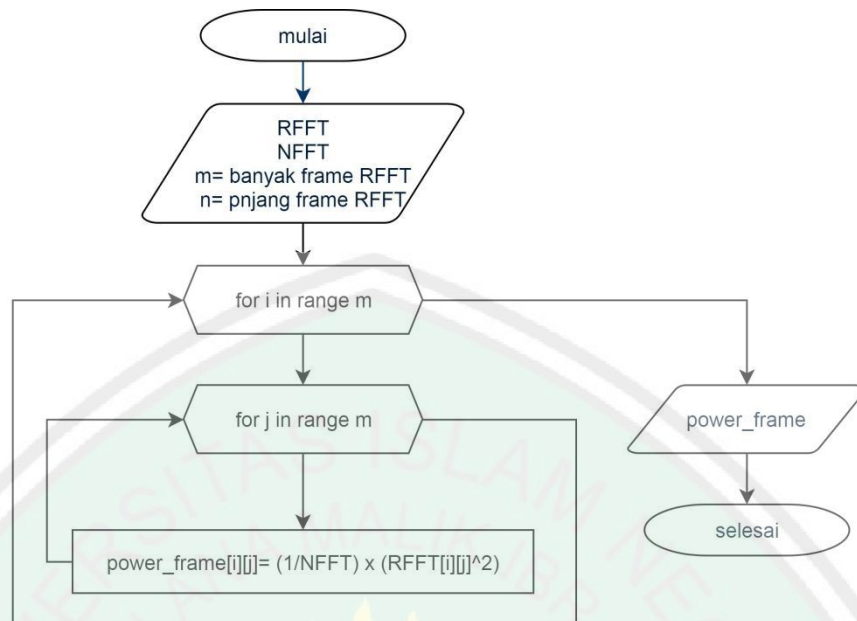 mulai
RFFT
NFFT
m= banyak frame RFFT
n= pnjang frame RFFT
for i in range m
for j in range m
power_frame
power_frame[i][j]= (1/NFFT) x (RFFT[i][j]^2)
selesai